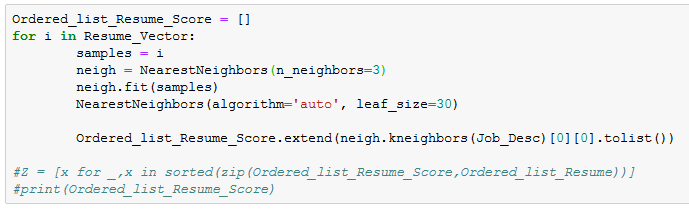 Ordered_list_Resume_Score = []
for i in Resume_Vector:
        samples = i
        neigh = NearestNeighbors(n_neighbors=3)
        neigh.fit(samples)
        NearestNeighbors(algorithm='auto', leaf_size=30)
        Ordered_list_Resume_Score.extend(neigh.kneighbors(Job_Desc)[0][0].tolist())
#Z = [x for _,x in sorted(zip(Ordered_list_Resume_Score,Ordered_list_Resume))]
#print(Ordered_list_Resume_Score)